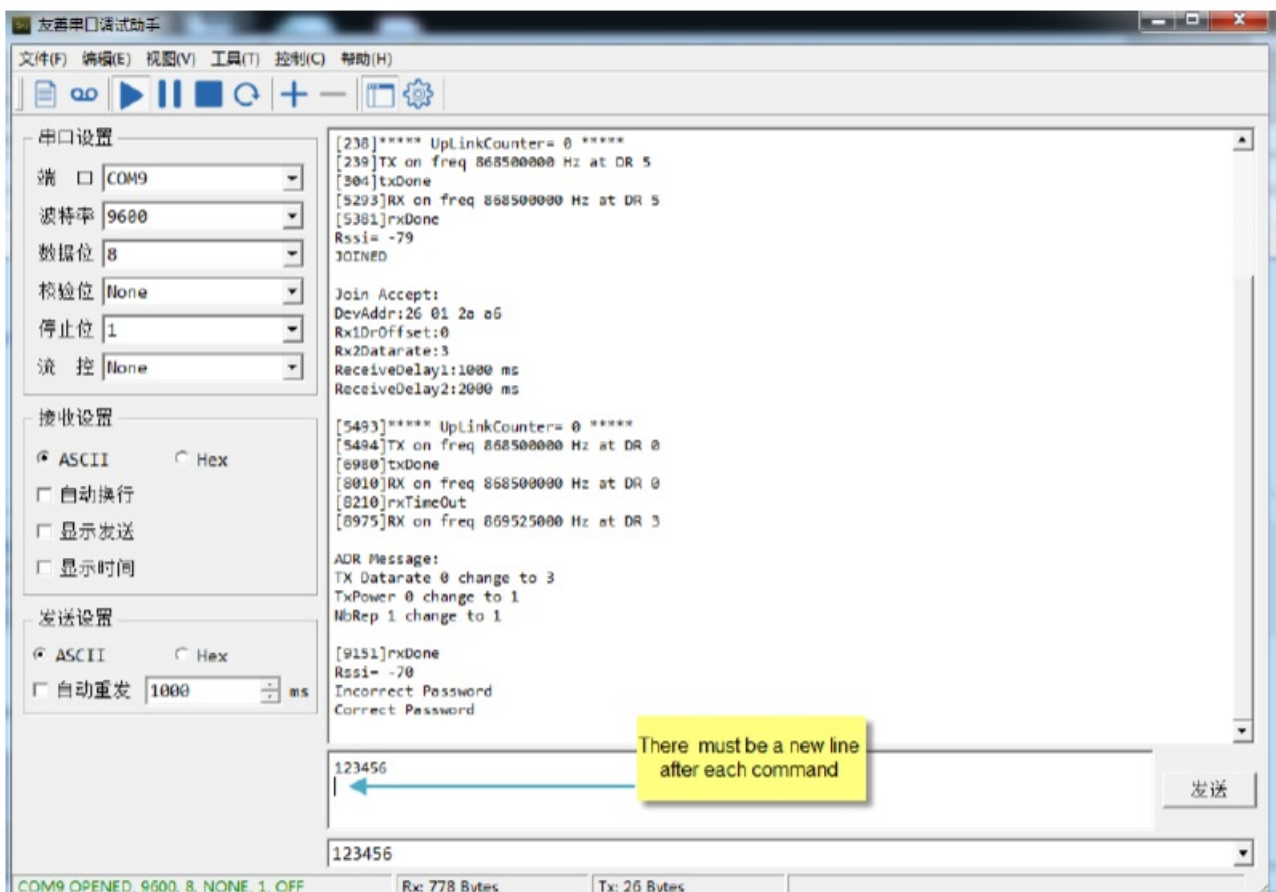 友善串口调试助手
文件(F) 编辑(E) 视图(V) 工具(T) 控制(C) 帮助(H)
串口设置
端 口 COM9
波特率 9600
数据位 8
校验位 None
停止位 1
流 控 None
接收设置
ASCII Hex
自动换行
显示发送
显示时间
发送设置
ASCII Hex
自动重发 1000 ms
[238]***** UpLinkCounter= 0 *****
[239]TX on freq 868500000 Hz at DR 5
[304]txDone
[5293]RX on freq 868500000 Hz at DR 5
[5381]rxDone
Rssi= -79
JOINED
Join Accept:
DevAddr:26 01 2a a6
Rx1DrOffset:0
Rx2Datarate:3
ReceiveDelay1:1000 ms
ReceiveDelay2:2000 ms
[5493]***** UpLinkCounter= 0 *****
[5494]TX on freq 868500000 Hz at DR 0
[6980]txDone
[8010]RX on freq 868500000 Hz at DR 0
[8210]rxTimeOut
[8975]RX on freq 869525000 Hz at DR 3
ADR Message:
TX Datarate 0 change to 3
TxPower 0 change to 1
NbRep 1 change to 1
[9151]rxDone
Rssi= -70
Incorrect Password
Correct Password
There must be a new line
after each command
123456
发送
123456
COM9 OPENED, 9600, 8, NONE, 1, OFF
Rx: 778 Bytes
Tx: 26 Bytes